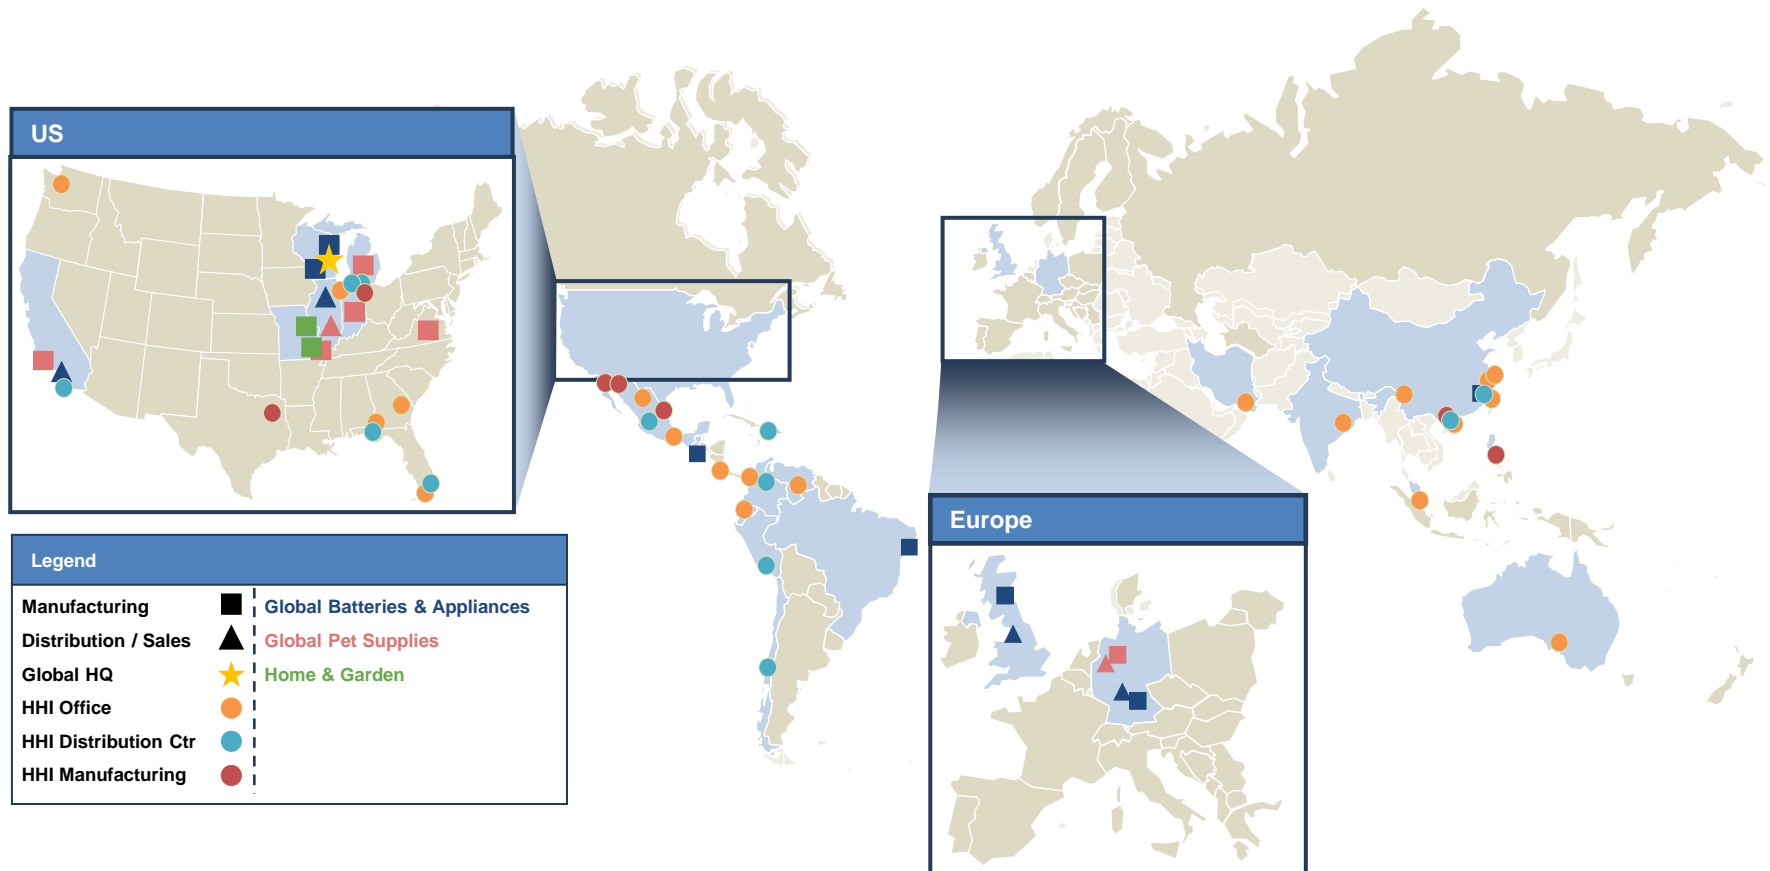 US
Legend
Manufacturing
Global Batteries & Appliances
Distribution / Sales
Global Pet Supplies
Global HQ
Home & Garden
HHI Office
HHI Distribution Ctr
HHI Manufacturing
Europe